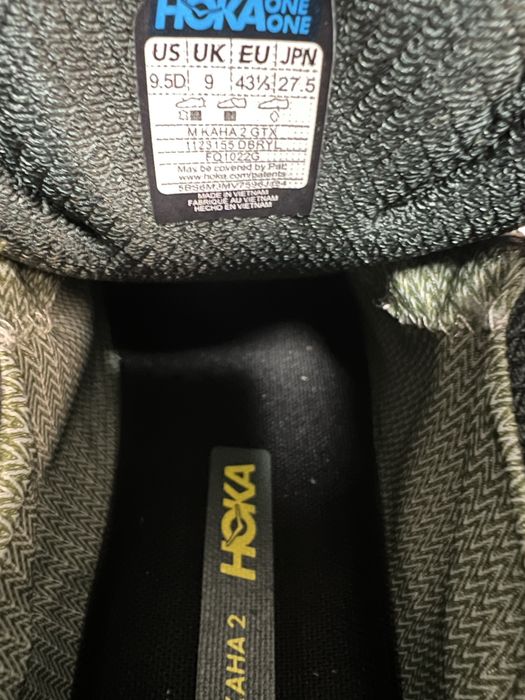 HOKA ONE ONE
US UK EU JPN
9.5D 9 43⅓ 27.5
M KAHA 2 GTX
1123155 DBRYL
FQ1022G
May be covered by Pat:
www.hoka.com/patents
MADE IN VIETNAM
FABRIQUÉ AU VIETNAM
HECHO EN VIETNAM
HOKA
KAHA 2